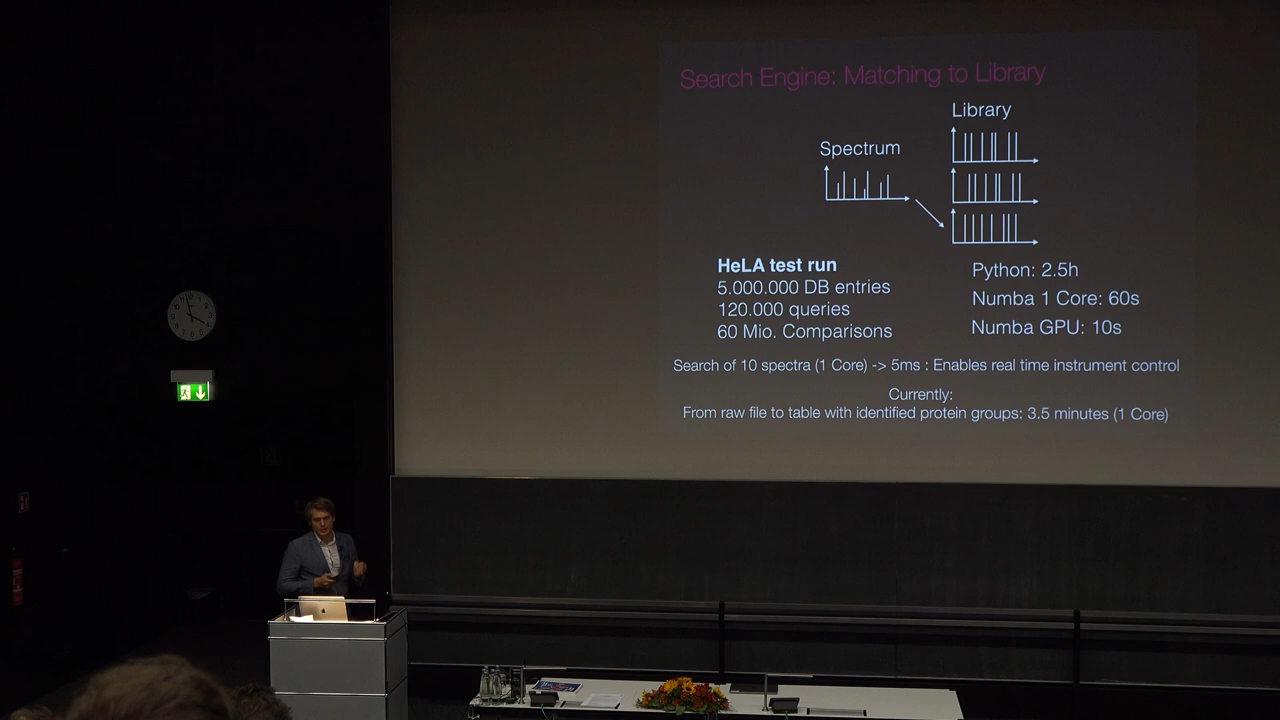 Search Engine: Matching to Library
Library
Spectrum
HeLA test run
5.000.000 DB entries
120.000 queries
60 Mio. Comparisons
Python: 2.5h
Numba 1 Core: 60s
Numba GPU: 10s
Search of 10 spectra (1 Core) -> 5ms : Enables real time instrument control
Currently:
From raw file to table with identified protein groups: 3.5 minutes (1 Core)